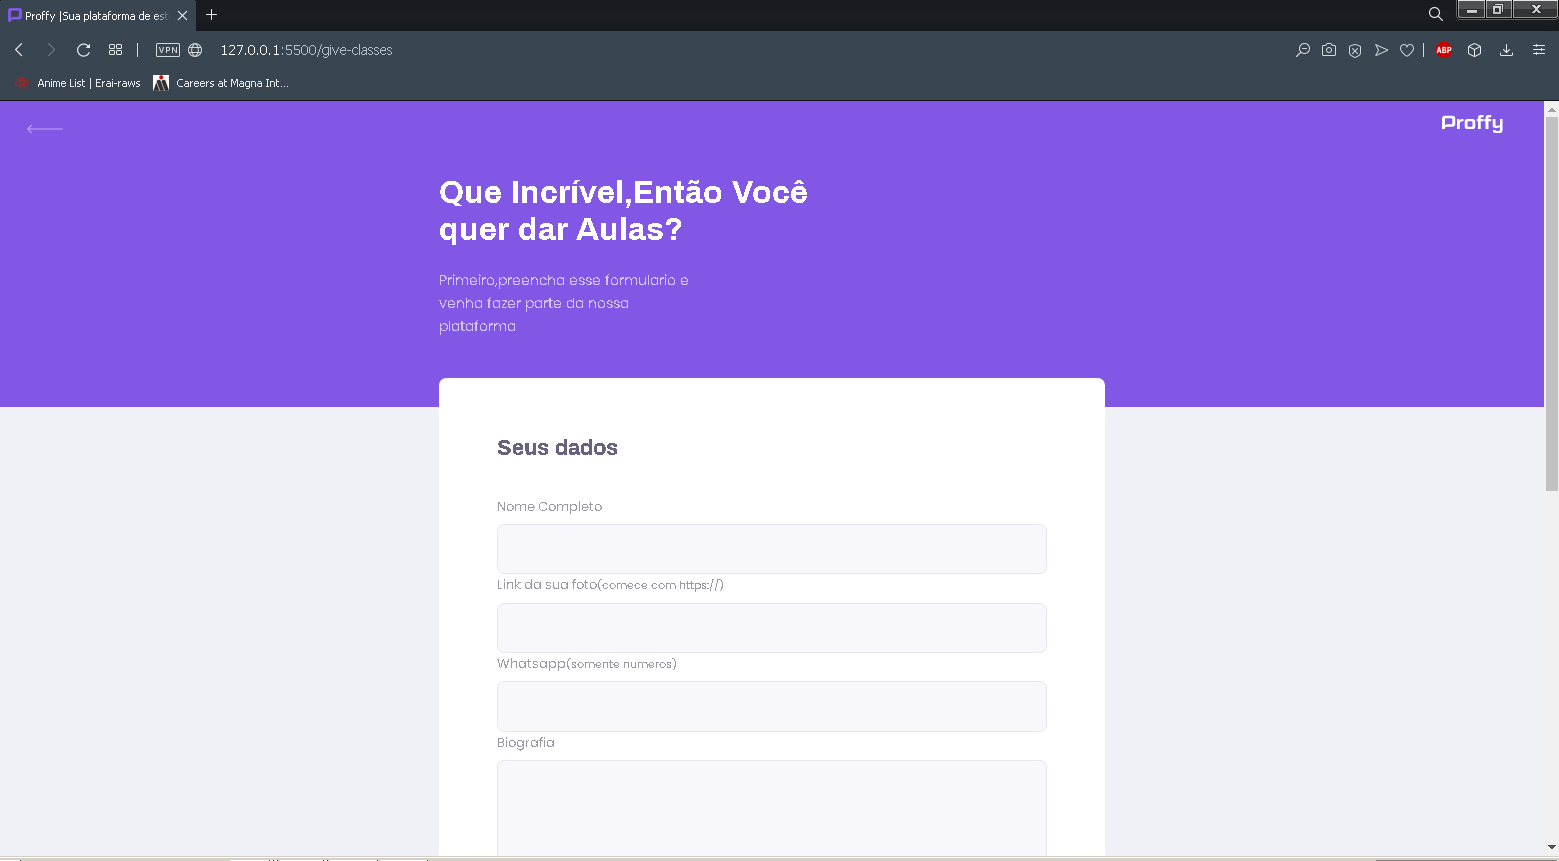 Proffy |Sua plataforma de est
VPN
127.0.0.1:5500/give-classes
ABP
Anime List | Erai-raws
Careers at Magna Int...
Proffy
Que Incrível,Então Você
quer dar Aulas?
Primeiro,preencha esse formulario e
venha fazer parte da nossa
plataforma
Seus dados
Nome Completo
Link da sua foto(comece com https://)
Whatsapp(somente numeros)
Biografia